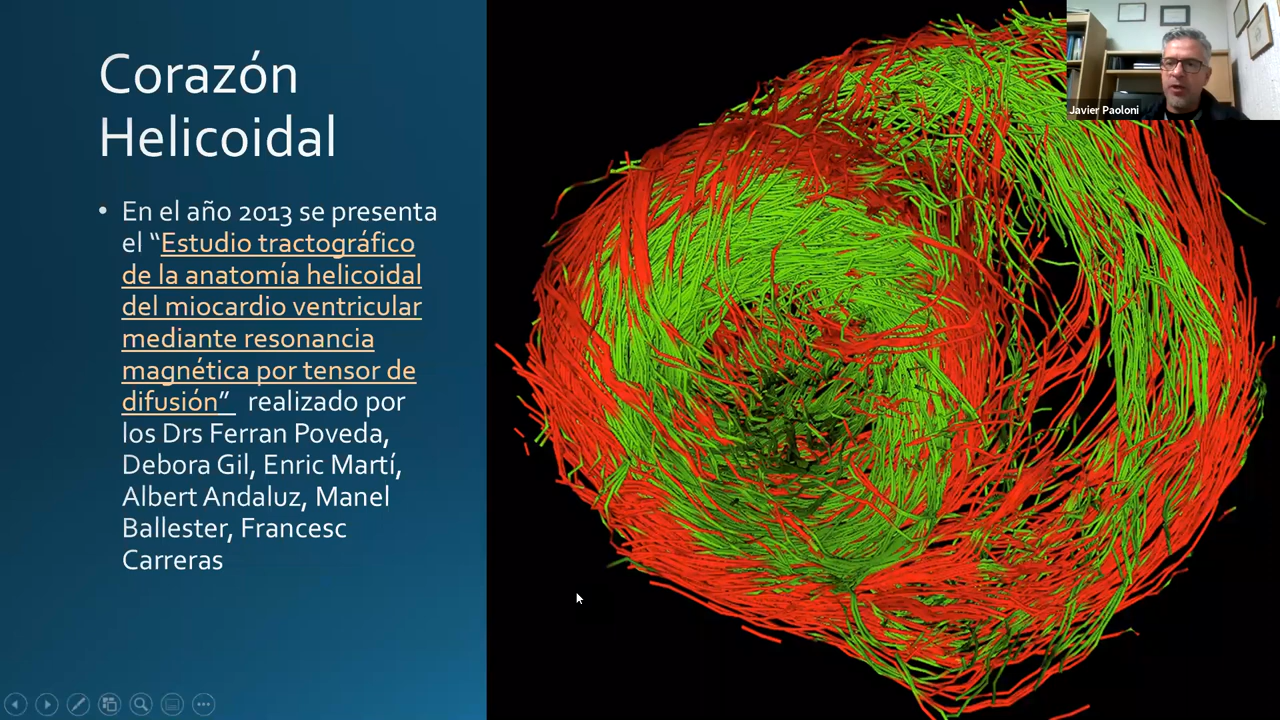 Corazón
Helicoidal
• En el año 2013 se presenta
el “Estudio tractográfico
de la anatomía helicoidal
del miocardio ventricular
mediante resonancia
magnética por tensor de
difusión” realizado por
los Drs Ferran Poveda,
Debora Gil, Enric Martí,
Albert Andaluz, Manel
Ballester, Francesc
Carreras
Javier Paoloni